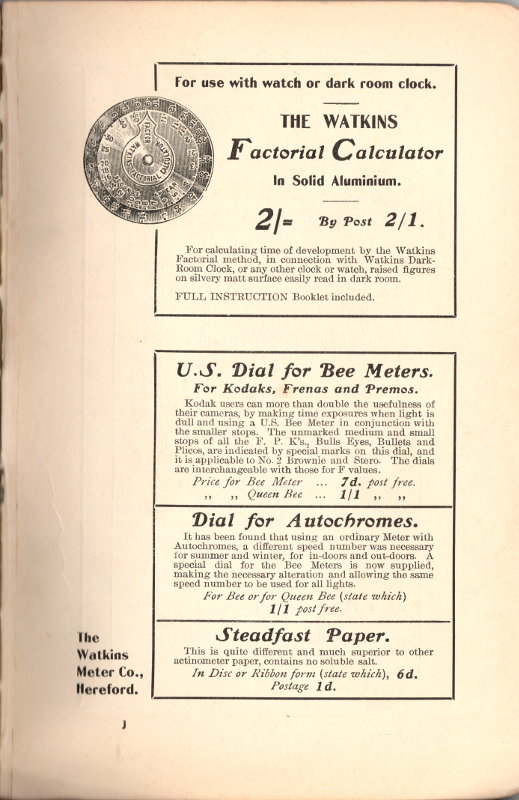 For use with watch or dark room clock.
THE WATKINS
Factorial Calculator
In Solid Aluminium.
2/= By Post 2/1.
For calculating time of development by the Watkins
Factorial method, in connection with Watkins Dark-
Room Clock, or any other clock or watch, raised figures
on silvery matt surface easily read in dark room.
FULL INSTRUCTION Booklet included.
U.S. Dial for Bee Meters.
For Kodaks, Frenas and Premos.
Kodak users can more than double the usefulness of
their cameras, by making time exposures when light is
dull and using a U.S. Bee Meter in conjunction with
the smaller stops. The unmarked medium and small
stops of all the F. P. K's., Bulls Eyes, Bullets and
Plicos, are indicated by special marks on this dial, and
it is applicable to No. 2 Brownie and Stero. The dials
are interchangeable with those for F values.
Price for Bee Meter ... 7d. post free.
„ „ Queen Bee ... 1/1 „ „
Dial for Autochromes.
It has been found that using an ordinary Meter with
Autochromes, a different speed number was necessary
for summer and winter, for in-doors and out-doors. A
special dial for the Bee Meters is now supplied,
making the necessary alteration and allowing the same
speed number to be used for all lights.
For Bee or for Queen Bee (state which)
1/1 post free.
Steadfast Paper.
This is quite different and much superior to other
actinometer paper, contains no soluble salt.
In Disc or Ribbon form (state which), 6d.
Postage 1d.
The
Watkins
Meter Co.,
Hereford.
J